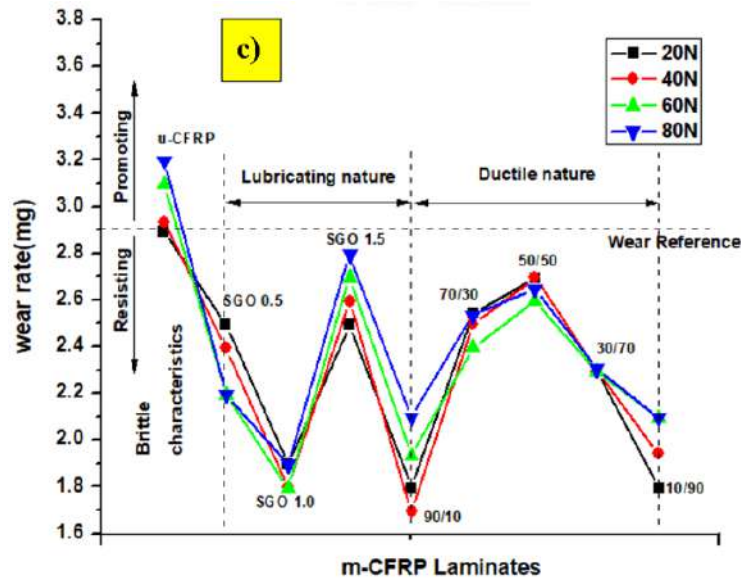 c)
20N
40N
60N
80N
3.8
3.6
3.4
3.2
3.0
2.8
2.6
2.4
2.2
2.0
1.8
1.6
wear rate(mg)
Promoting
Resisting
Brittle
characteristics
u-CFRP
Lubricating nature
Ductile nature
Wear Reference
SGO 0.5
SGO 1.0
SGO 1.5
90/10
70/30
50/50
30/70
10/90
m-CFRP Laminates